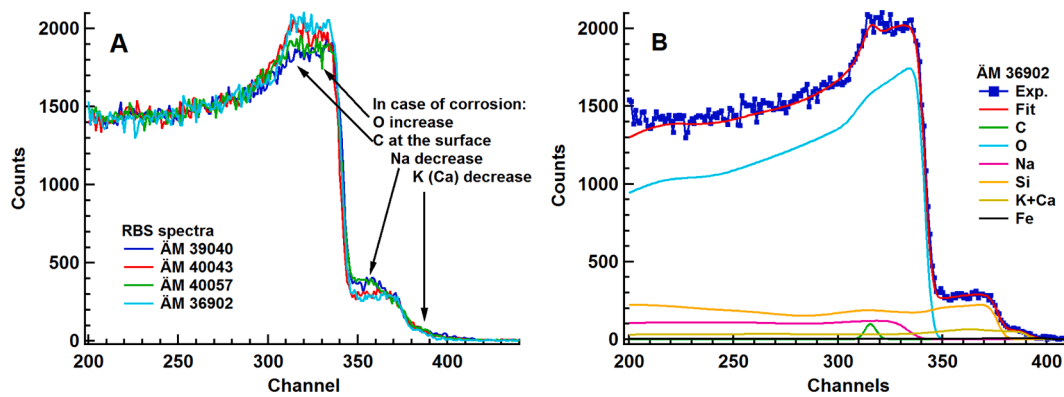 A
In case of corrosion:
O increase
C at the surface
Na decrease
K (Ca) decrease
RBS spectra
ÄM 39040
ÄM 40043
ÄM 40057
ÄM 36902
Counts
2000
1500
1000
500
0
200
250
300
350
400
Channel
B
ÄM 36902
Exp.
Fit
C
O
Na
Si
K+Ca
Fe
Counts
2000
1500
1000
500
0
200
250
300
350
400
Channels